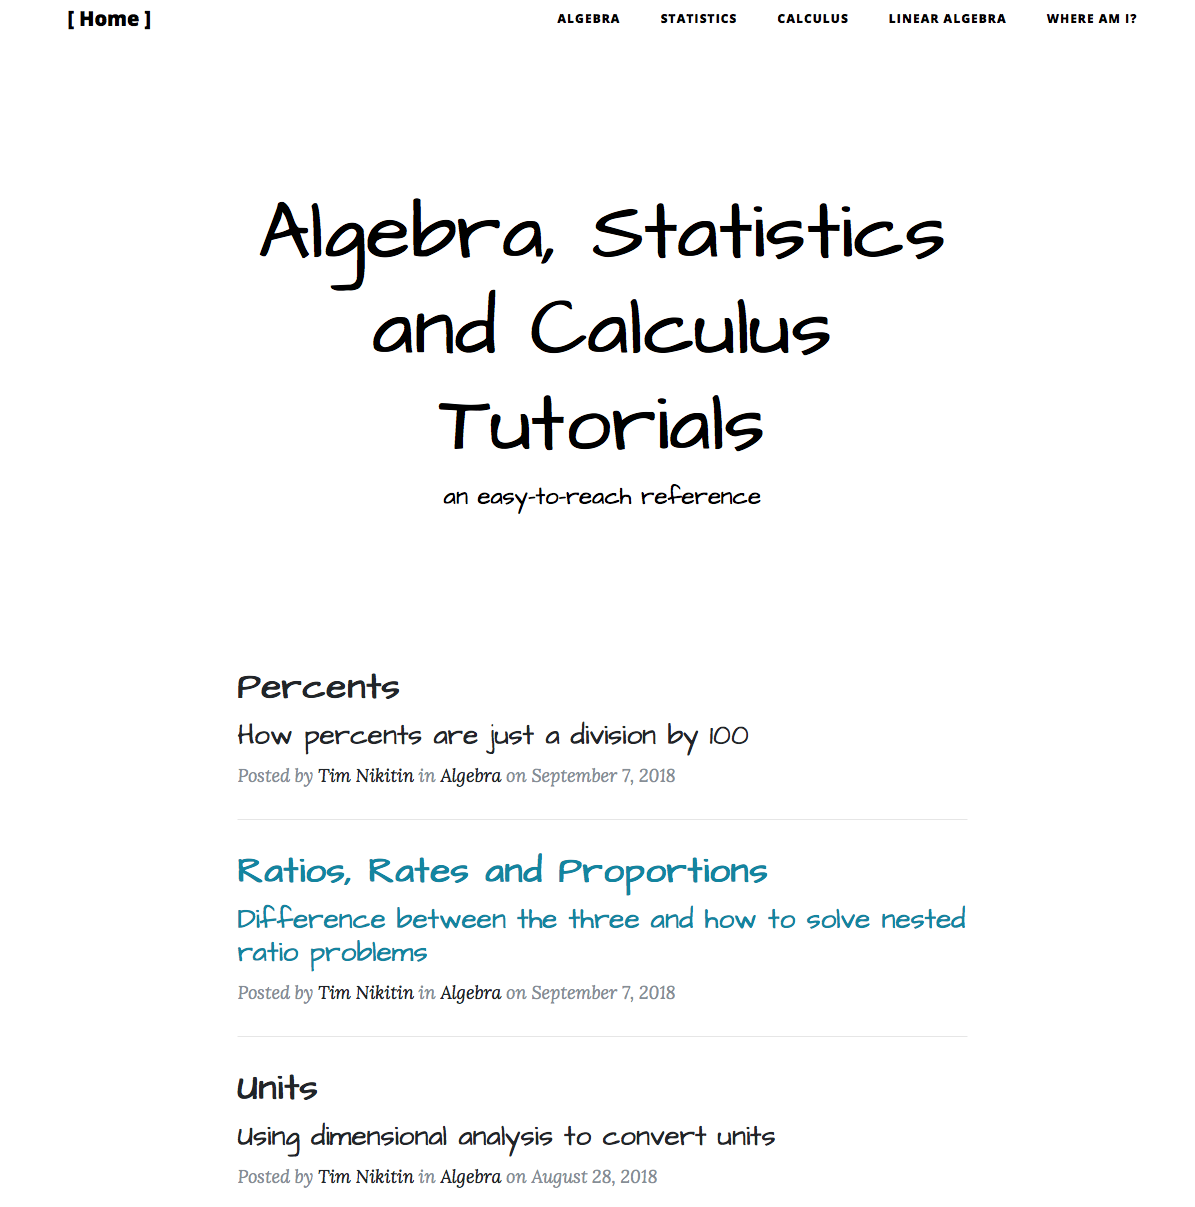 [ Home ]
ALGEBRA STATISTICS CALCULUS LINEAR ALGEBRA WHERE AM I?
Algebra, Statistics
and Calculus
Tutorials
an easy-to-reach reference
Percents
How percents are just a division by 100
Posted by Tim Nikitin in Algebra on September 7, 2018
Ratios, Rates and Proportions
Difference between the three and how to solve nested
ratio problems
Posted by Tim Nikitin in Algebra on September 7, 2018
Units
Using dimensional analysis to convert units
Posted by Tim Nikitin in Algebra on August 28, 2018